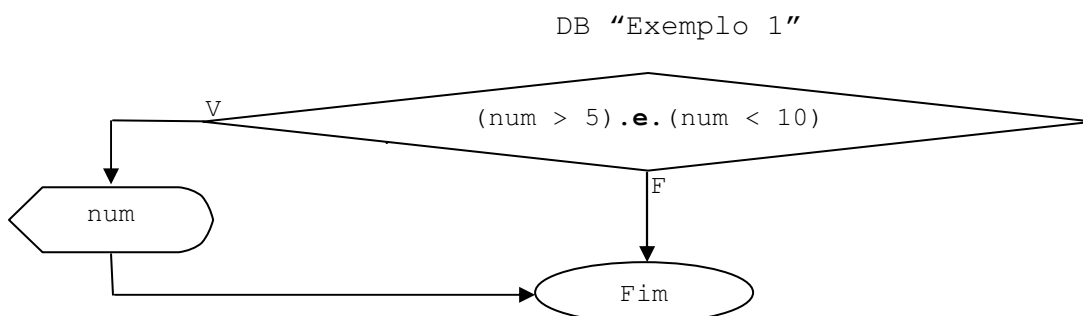 DB “Exemplo 1”
V
(num > 5).e.(num < 10)
F
num
Fim